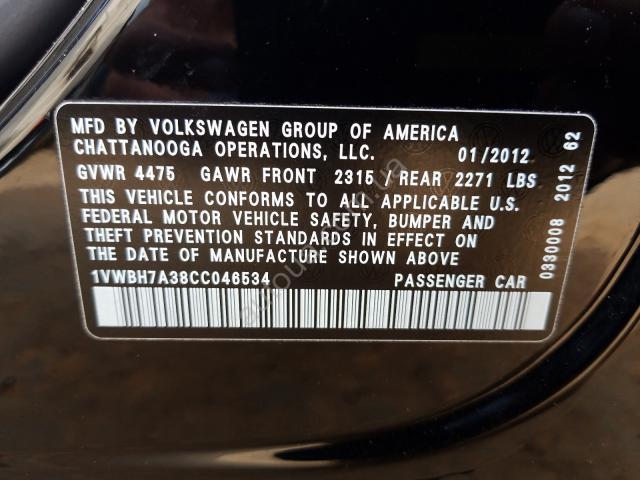 MFD BY VOLKSWAGEN GROUP OF AMERICA
CHATTANOOGA OPERATIONS, LLC. 01/2012
GVWR 4475 GAWR FRONT 2315 / REAR 2271 LBS
THIS VEHICLE CONFORMS TO ALL APPLICABLE U.S.
FEDERAL MOTOR VEHICLE SAFETY, BUMPER AND
THEFT PREVENTION STANDARDS IN EFFECT ON
THE DATE OF MANUFACTURE SHOWN ABOVE
1VWBH7A38CC046534 PASSENGER CAR
0330008 2012 62